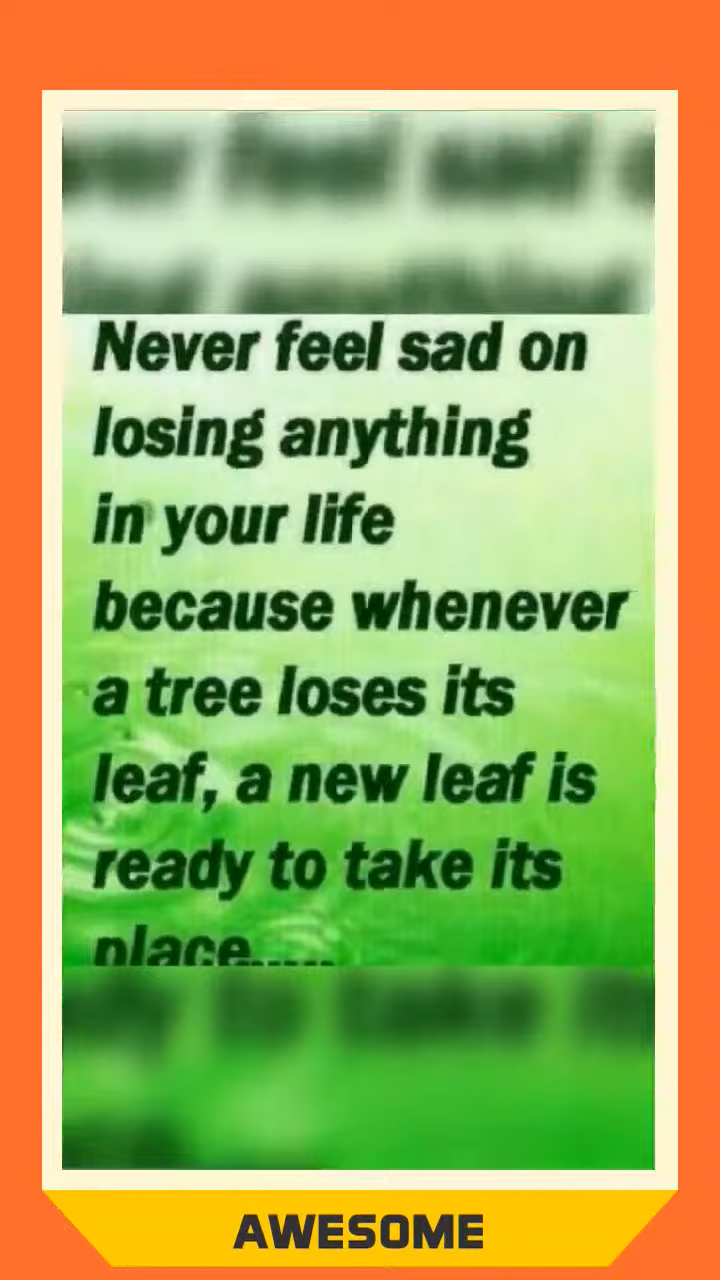 Never feel sad on
losing anything
in your life
because whenever
a tree loses its
leaf, a new leaf is
ready to take its
place.....
AWESOME